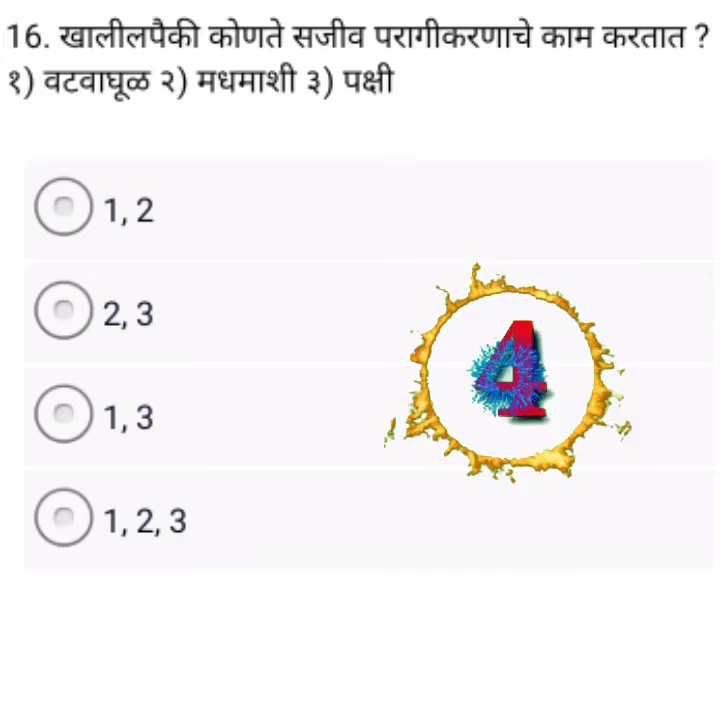 16. खालीलपैकी कोणते सजीव परागीकरणाचे काम करतात ?
१) वटवाघूळ २) मधमाशी ३) पक्षी
1, 2
2, 3
1, 3
1, 2, 3
4